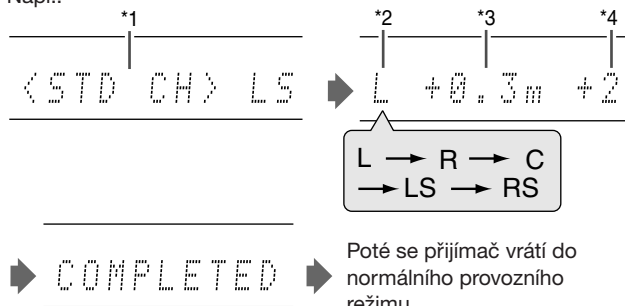 Např.:
*1
*2 *3 *4
<STD CH> LS
L +0.3m +2
L → R → C
→ LS → RS
COMPLETED
Poté se přijímač vrátí do
normálního provozního
režimu